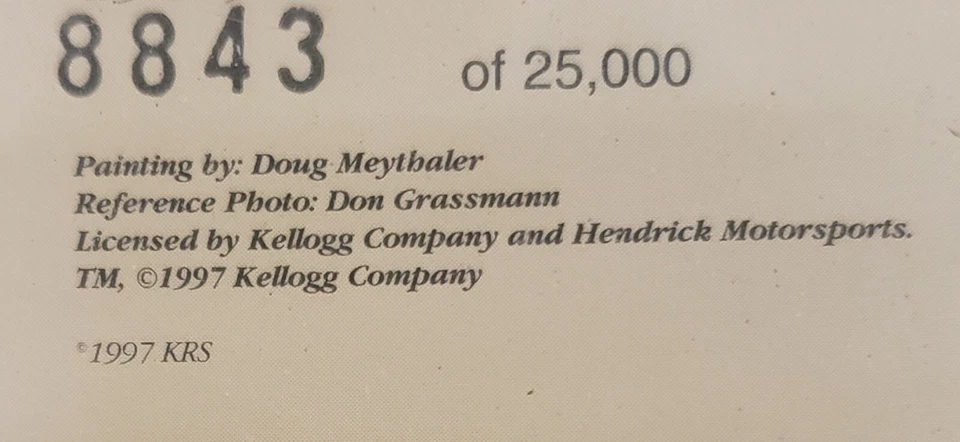 8843 of 25,000
Painting by: Doug Meythaler
Reference Photo: Don Grassmann
Licensed by Kellogg Company and Hendrick Motorsports.
TM, ©1997 Kellogg Company
©1997 KRS